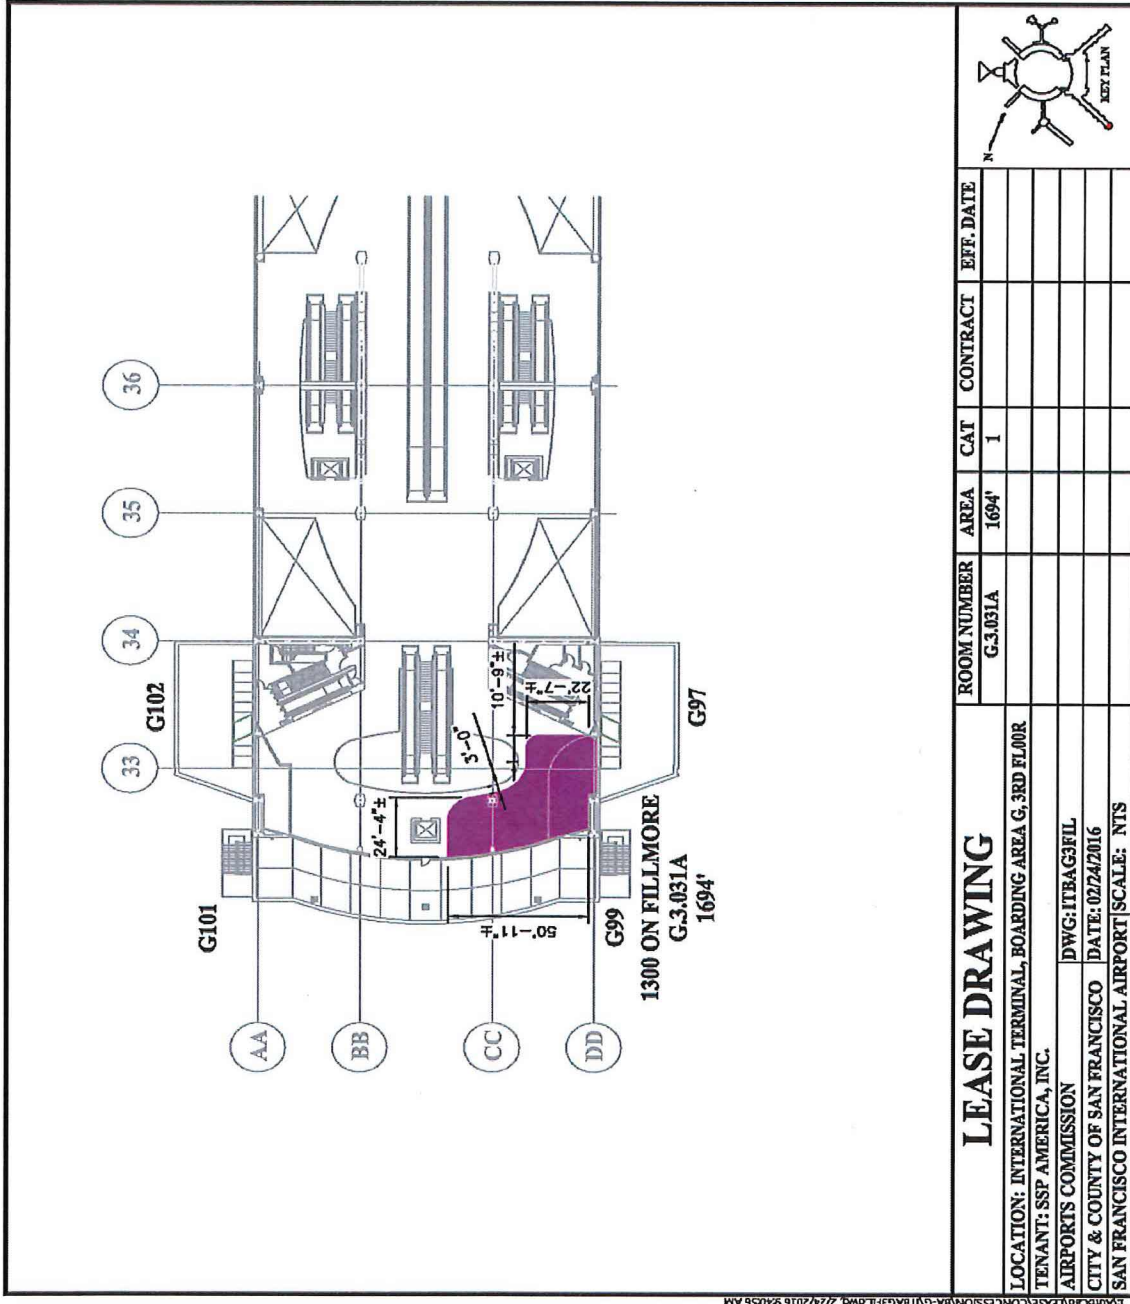 36
35
34
33
G102
G101
AA
BB
CC
DD
24'-4"±
3'-0"
10'-9"±
22'-7"±
50'-11"±
G97
G99
1300 ON FILLMORE
G.3.031A
1694'
LEASE DRAWING
LOCATION: INTERNATIONAL TERMINAL, BOARDING AREA G, 3RD FL00R
TENANT: SSP AMERICA, INC.
AIRPORTS COMMISSION
DWG: ITBAG3FIL
CITY & COUNTY OF SAN FRANCISCO
DATE: 02/24/2016
SAN FRANCISCO INTERNATIONAL AIRPORT
SCALE: NTS
ROOM NUMBER
AREA
CAT
CONTRACT
EFF. DATE
G.3.031A
1694'
1
N
KEY PLAN